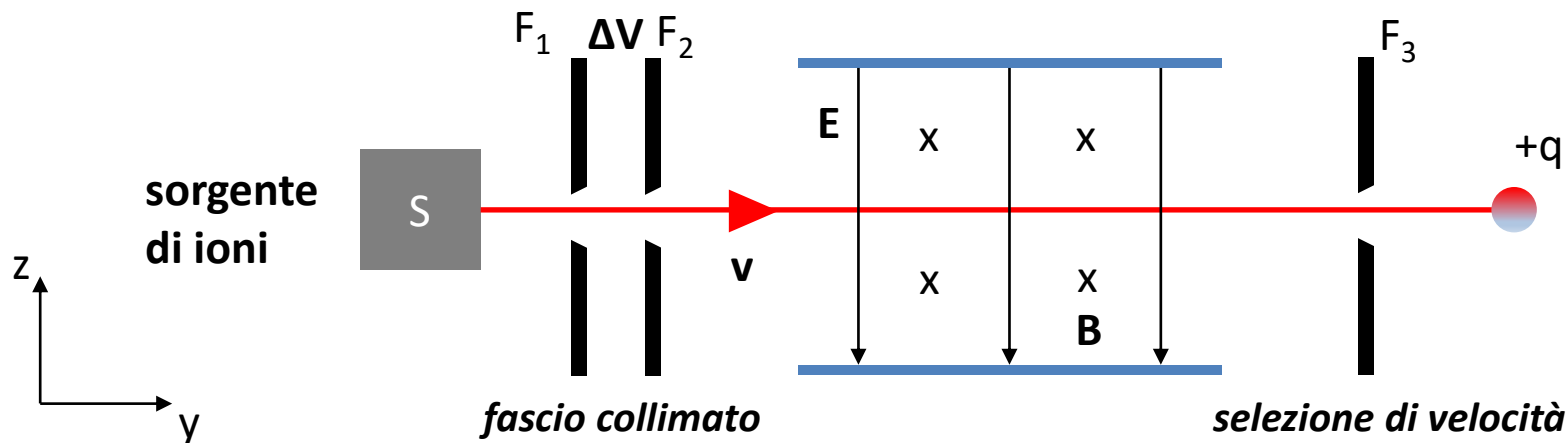 F1 ΔV F2
F3
E
x x
+q
sorgente
di ioni
S
v
x x
B
z
y
fascio collimato
selezione di velocità